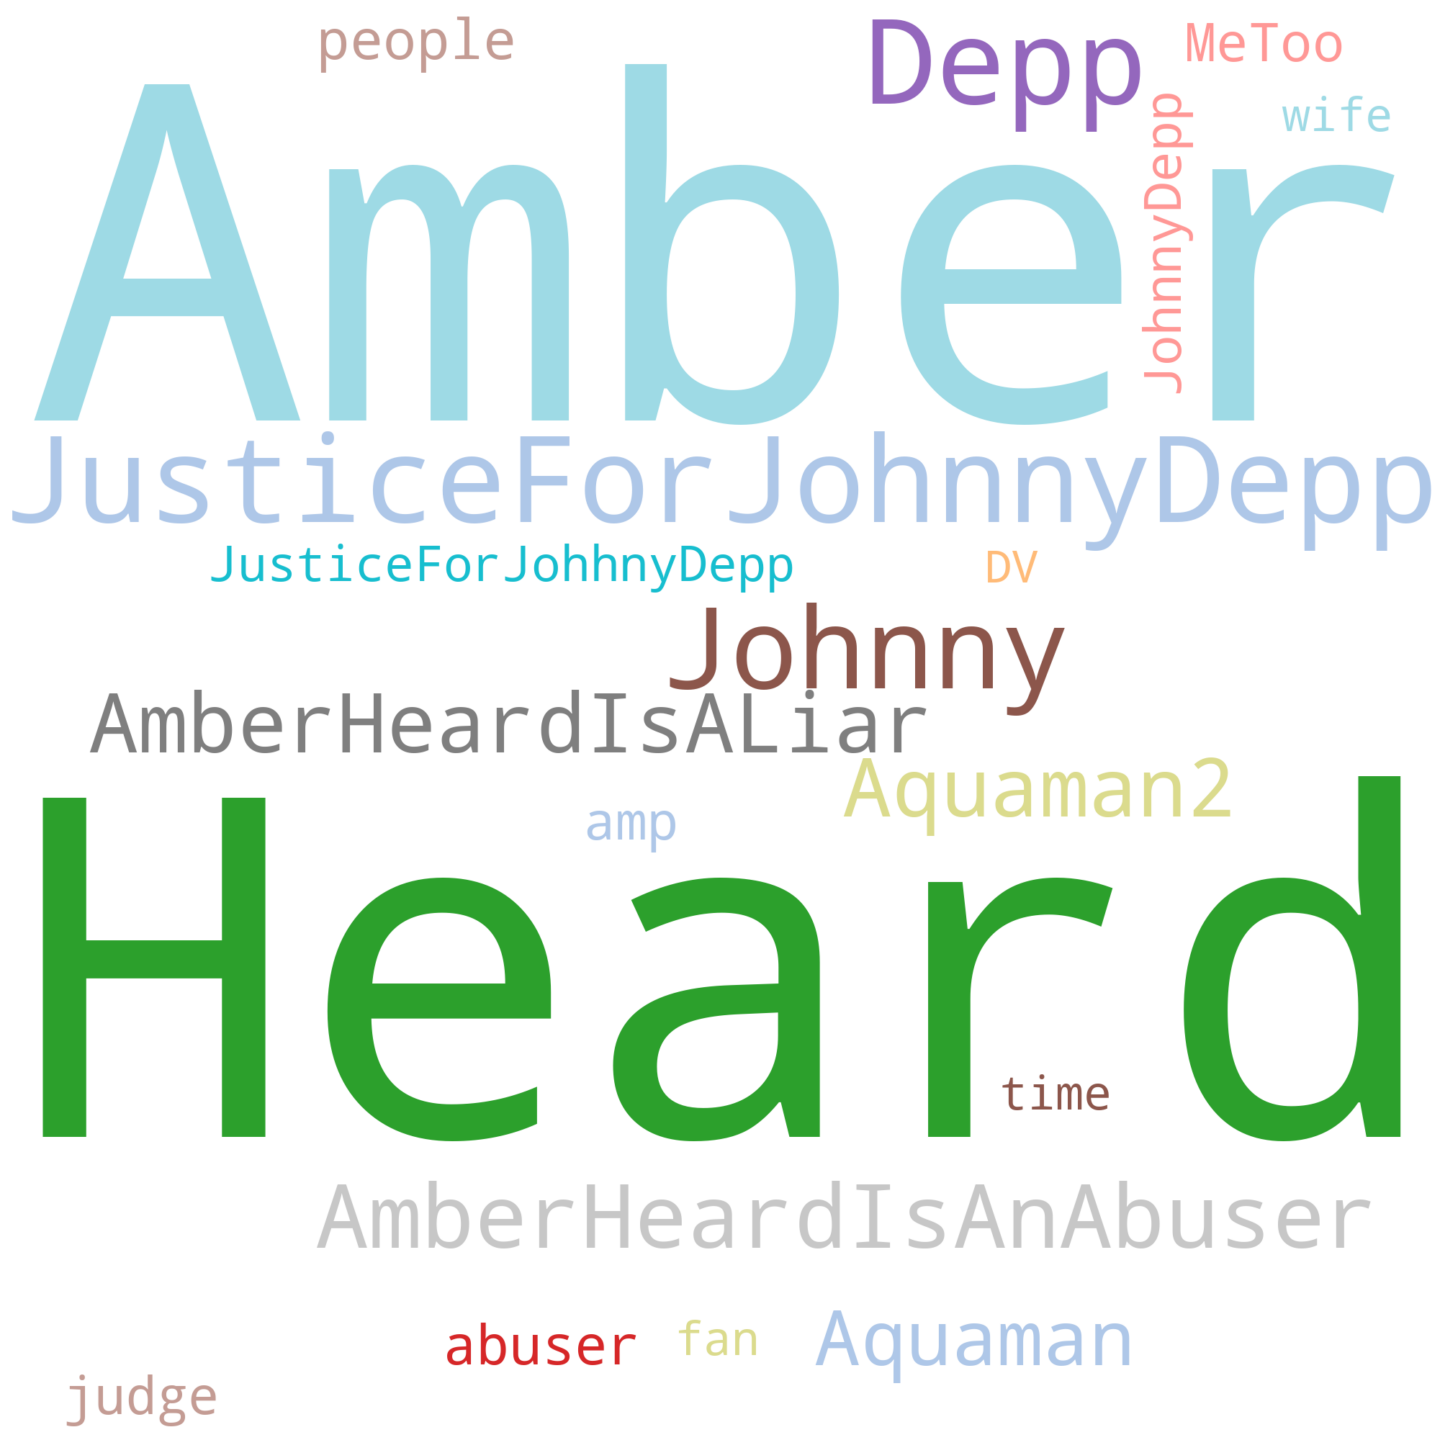 people
Depp
MeToo
wife
Amber
JohnnyDepp
JusticeForJohnnyDepp
JusticeForJohhnyDepp
DV
Johnny
AmberHeardIsALiar
Aquaman2
amp
Heard
time
AmberHeardIsAnAbuser
abuser
fan
Aquaman
judge